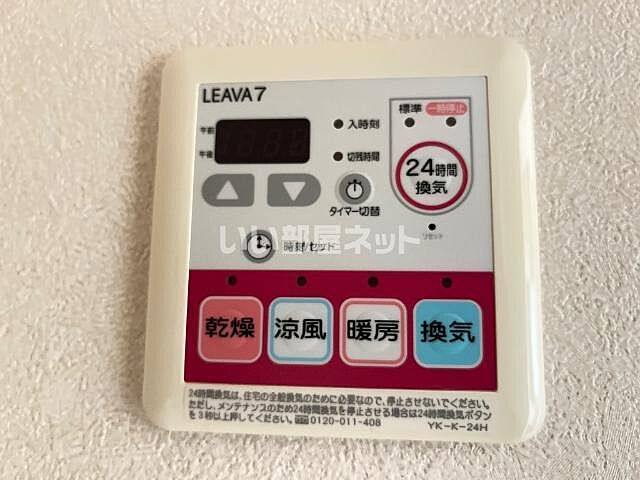 LEAVA7
午前
午後
入時刻
切残時間
タイマー切替
時刻/セット
標準 一時停止
24時間
換気
リセット
いい部屋ネット
乾燥 涼風 暖房 換気
24時間換気は、住宅の全般換気のために必要なので、停止させないでください。
ただし、メンテナンスのため24時間換気を停止させる場合は24時間換気ボタン
を3秒以上押してください。 0120-011-408
YK-K-24H